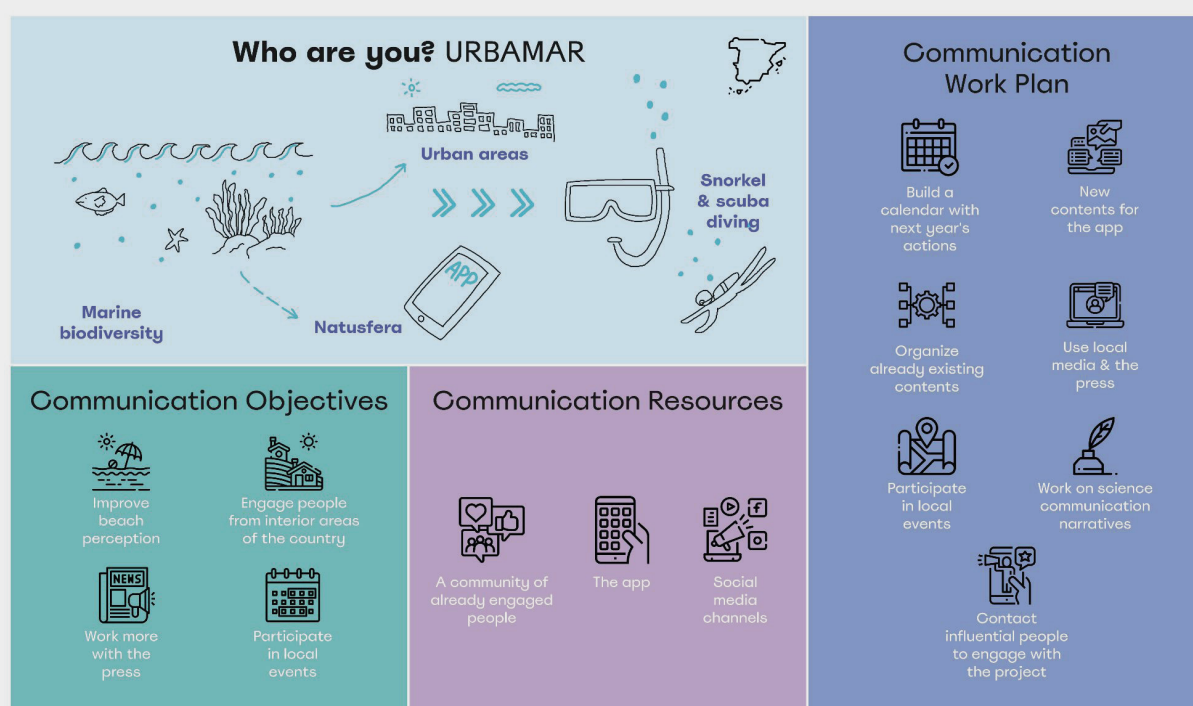 Who are you? URBAMAR
Urban areas
Snorkel
& scuba
diving
APP
Marine
biodiversity
Natusfera
Communication Objectives
Improve
beach
perception
Engage people
from interior areas
of the country
NEWS
Work more
with the
press
Participate
in local
events
Communication Resources
A community of
already engaged
people
The app
Social
media
channels
Communication
Work Plan
Build a
calendar with
next year's
actions
New
contents for
the app
Organize
already existing
contents
Use local
media & the
press
Participate
in local
events
Work on science
communication
narratives
Contact
influential people
to engage with
the project